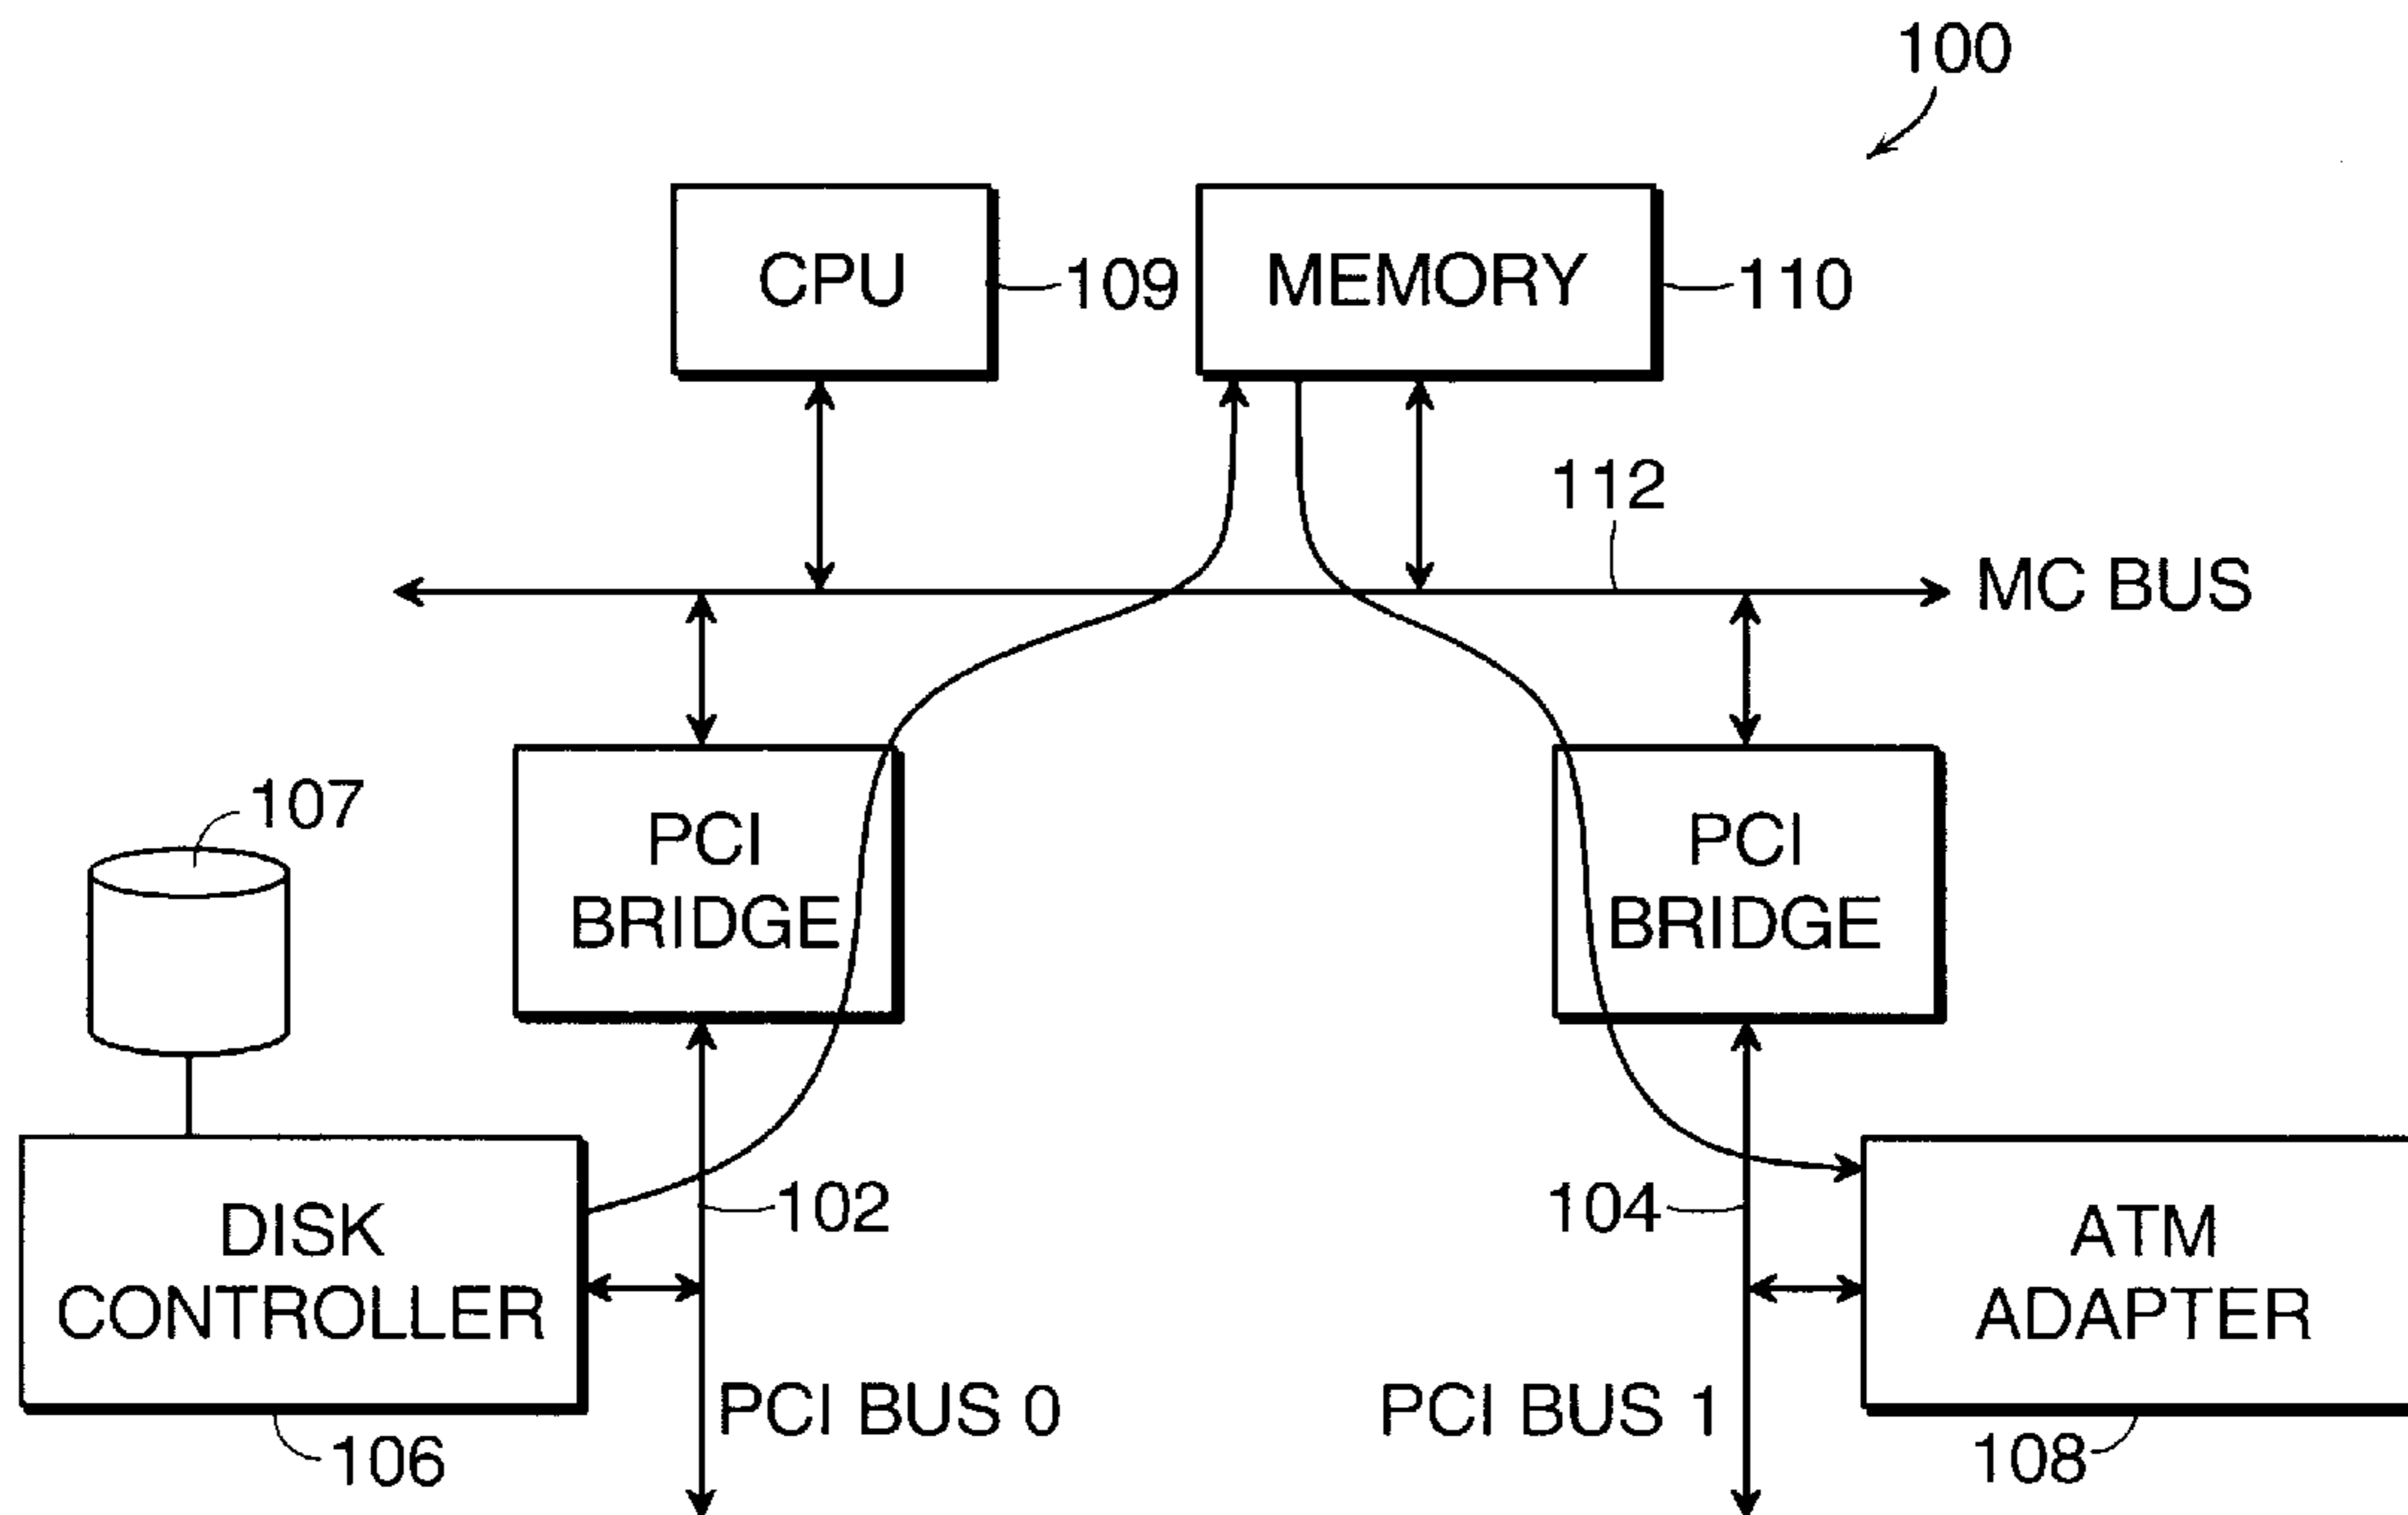 100
CPU
109
MEMORY
110
112
MC BUS
107
PCI
BRIDGE
PCI
BRIDGE
102
104
DISK
CONTROLLER
ATM
ADAPTER
PCI BUS 0
PCI BUS 1
106
108